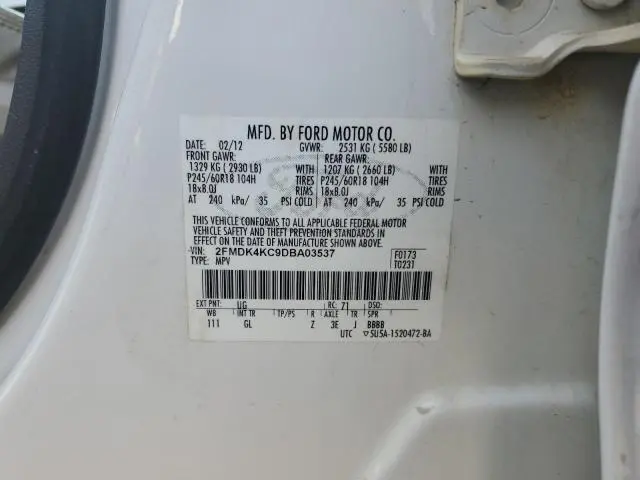 MFD. BY FORD MOTOR CO.
DATE: 02/12 GVWR: 2531 KG ( 5580 LB)
FRONT GAWR: REAR GAWR:
1329 KG ( 2930 LB) WITH 1207 KG ( 2660 LB) WITH
P245/60R18 104H TIRES P245/60R18 104H TIRES
18x8.0J RIMS 18x8.0J RIMS
AT 240 kPa/ 35 PSI COLD AT 240 kPa/ 35 PSI COLD
THIS VEHICLE CONFORMS TO ALL APPLICABLE FEDERAL MOTOR
VEHICLE SAFETY AND THEFT PREVENTION STANDARDS IN
EFFECT ON THE DATE OF MANUFACTURE SHOWN ABOVE.
VIN: 2FMDK4KC9DBA03537 F0173
TYPE: MPV T0231
EXT PNT: UG RC: 71 DSO:
WB INT TR TP/PS R AXLE TR SPR
111 GL Z 3E J BBBB
UTC ▽5U5A-1520472-BA